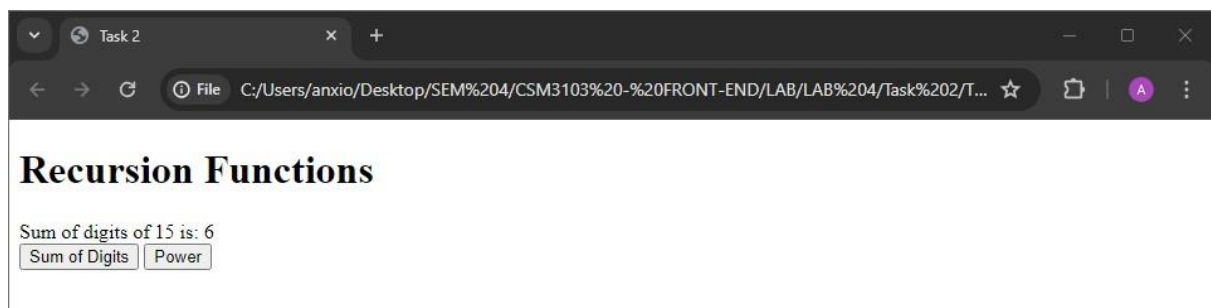 Task 2
File C:/Users/anxio/Desktop/SEM%204/CSM3103%20-%20FRONT-END/LAB/LAB%204/Task%202/T... A
Recursion Functions
Sum of digits of 15 is: 6
Sum of Digits Power